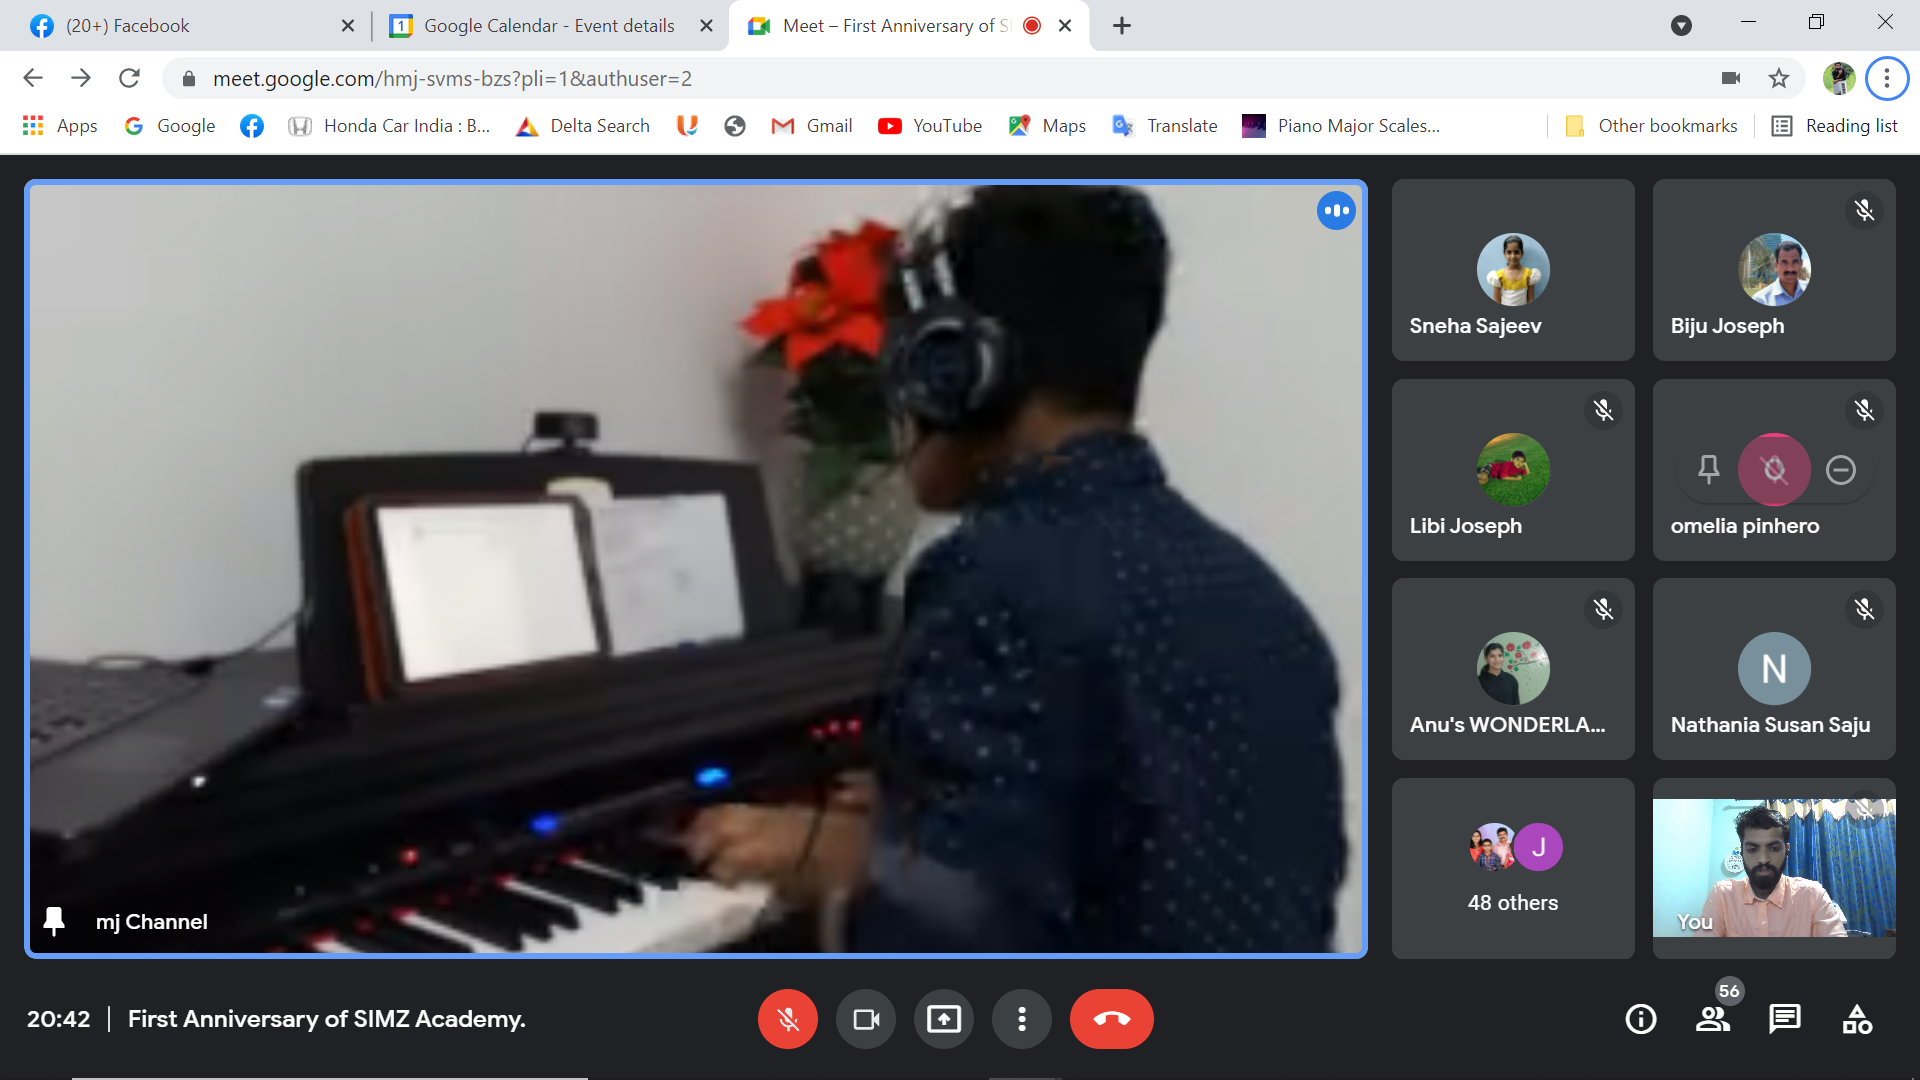 (20+) Facebook
Google Calendar - Event details
Meet – First Anniversary of S
meet.google.com/hmj-svms-bzs?pli=1&authuser=2
Apps
Google
Honda Car India : B...
Delta Search
Gmail
YouTube
Maps
Translate
Piano Major Scales...
Other bookmarks
Reading list
Sneha Sajeev
Biju Joseph
Libi Joseph
omelia pinhero
Anu's WONDERLA...
N
Nathania Susan Saju
J
48 others
You
mj Channel
20:42
First Anniversary of SIMZ Academy.
56